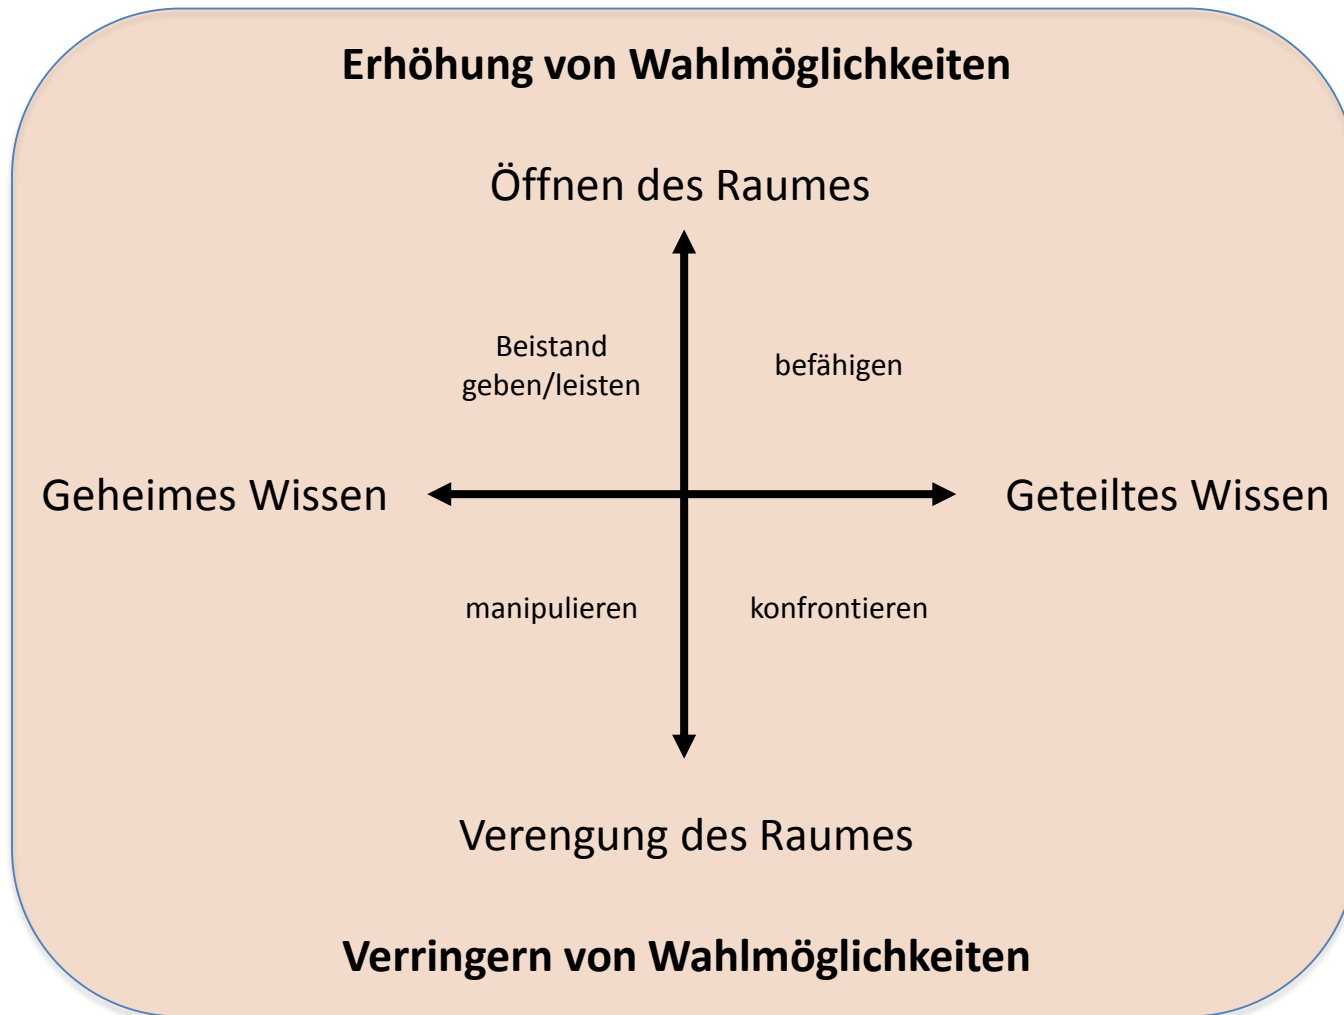 Erhöhung von Wahlmöglichkeiten
Öffnen des Raumes
Beistand
geben/leisten
befähigen
Geheimes Wissen
Geteiltes Wissen
manipulieren
konfrontieren
Verengung des Raumes
Verringern von Wahlmöglichkeiten